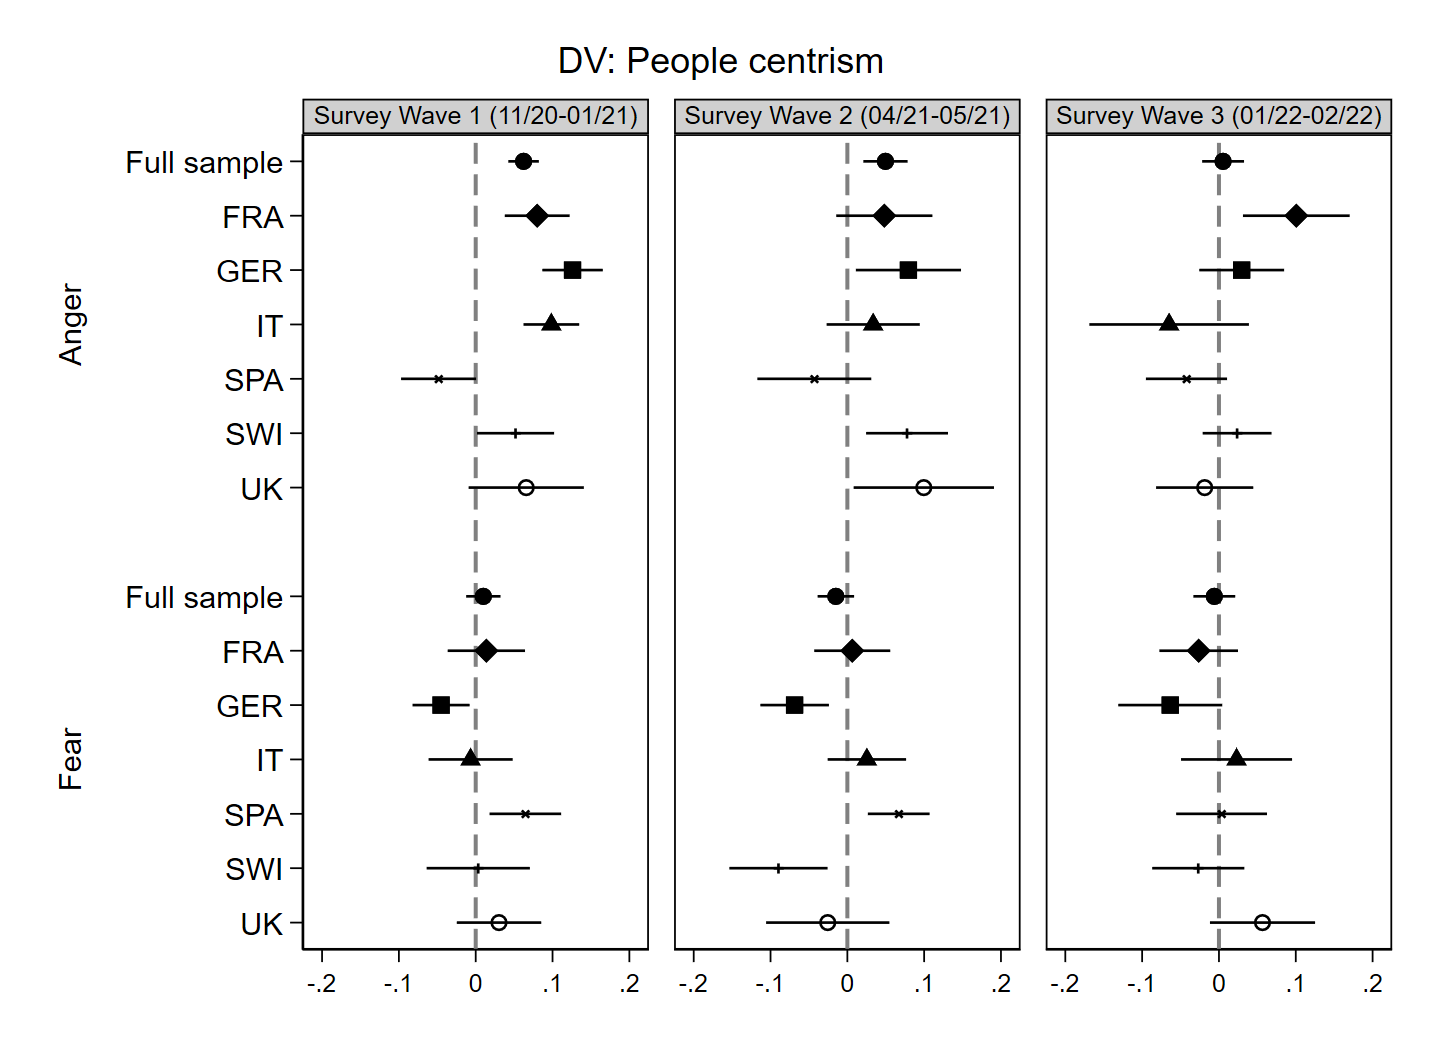 DV: People centrism
Survey Wave 1 (11/20-01/21)
Survey Wave 2 (04/21-05/21)
Survey Wave 3 (01/22-02/22)
Anger
Full sample
FRA
GER
IT
SPA
SWI
UK
Fear
Full sample
FRA
GER
IT
SPA
SWI
UK
-.2 -.1 0 .1 .2
-.2 -.1 0 .1 .2
-.2 -.1 0 .1 .2